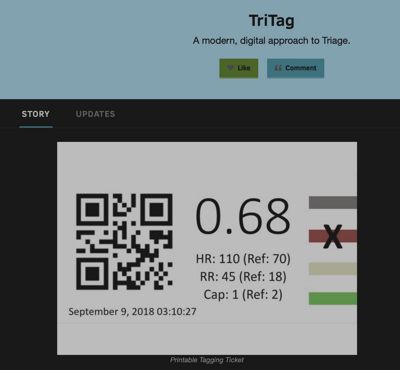 TriTag
A modern, digital approach to Triage.
Like
Comment
STORY
UPDATES
0.68
X
HR: 110 (Ref: 70)
RR: 45 (Ref: 18)
Cap: 1 (Ref: 2)
September 9, 2018 03:10:27
Printable Tagging Ticket